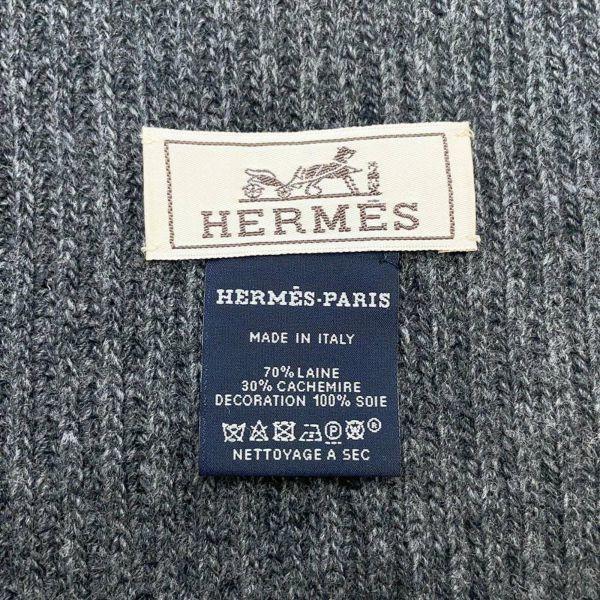 HERMÈS
HERMÈS-PARIS
MADE IN ITALY
70% LAINE
30% CACHEMIRE
DECORATION 100% SOIE
NETTOYAGE A SEC